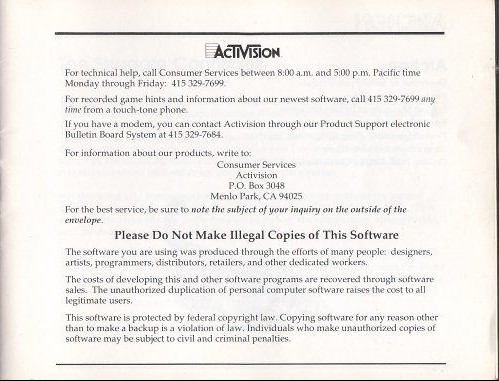 ACTIVISION
For technical help, call Consumer Services between 8:00 a.m. and 5:00 p.m. Pacific time
Monday through Friday: 415 329-7699.
For recorded game hints and information about our newest software, call 415 329-7699 any
time from a touch-tone phone.
If you have a modem, you can contact Activision through our Product Support electronic
Bulletin Board System at 415 329-7684.
For information about our products, write to:
Consumer Services
Activision
P.O. Box 3048
Menlo Park, CA 94025
For the best service, be sure to note the subject of your inquiry on the outside of the
envelope.
Please Do Not Make Illegal Copies of This Software
The software you are using was produced through the efforts of many people: designers,
artists, programmers, distributors, retailers, and other dedicated workers.
The costs of developing this and other software programs are recovered through software
sales. The unauthorized duplication of personal computer software raises the cost to all
legitimate users.
This software is protected by federal copyright law. Copying software for any reason other
than to make a backup is a violation of law. Individuals who make unauthorized copies of
software may be subject to civil and criminal penalties.